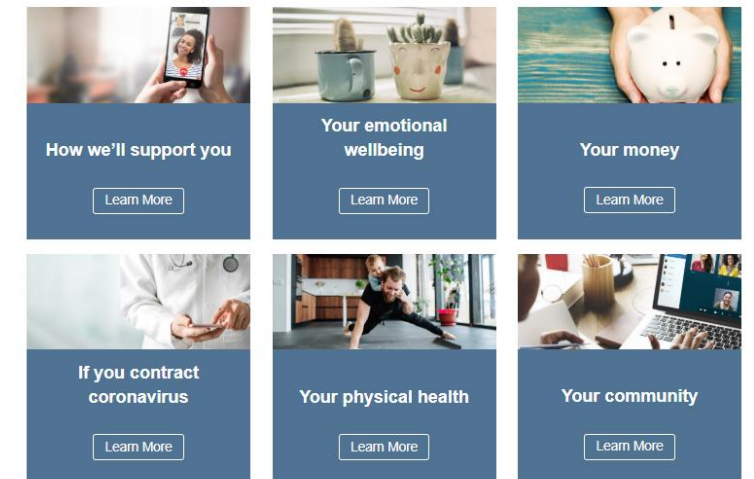 How we'll support you
Learn More
Your emotional
wellbeing
Learn More
Your money
Learn More
If you contract
coronavirus
Learn More
Your physical health
Learn More
Your community
Learn More